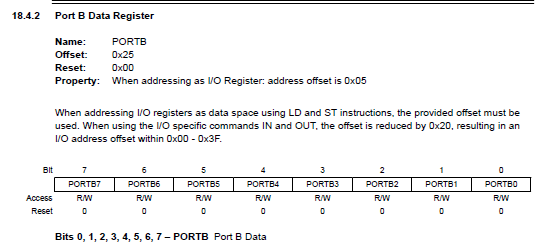 18.4.2 Port B Data Register
Name: PORTB
Offset: 0x25
Reset: 0x00
Property: When addressing as I/O Register: address offset is 0x05
When addressing I/O registers as data space using LD and ST instructions, the provided offset must be
used. When using the I/O specific commands IN and OUT, the offset is reduced by 0x20, resulting in an
I/O address offset within 0x00 - 0x3F.
Bit 7 6 5 4 3 2 1 0
PORTB7 PORTB6 PORTB5 PORTB4 PORTB3 PORTB2 PORTB1 PORTB0
Access R/W R/W R/W R/W R/W R/W R/W R/W
Reset 0 0 0 0 0 0 0 0
Bits 0, 1, 2, 3, 4, 5, 6, 7 – PORTB Port B Data